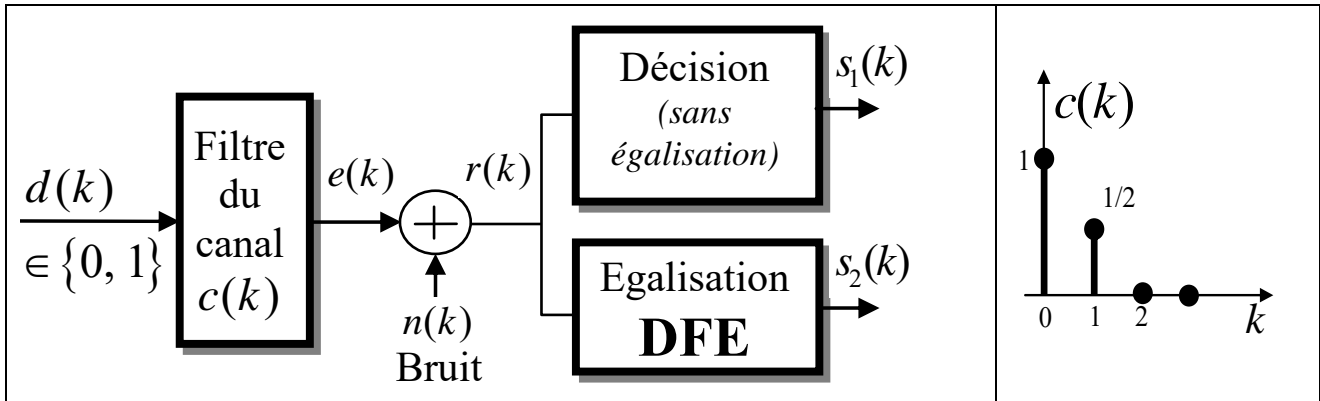 d(k)
∈ {0, 1}
Filtre
du
canal
c(k)
e(k)
+
n(k)
Bruit
r(k)
Décision
(sans
égalisation)
s₁(k)
Egalisation
DFE
s₂(k)
c(k)
1
1/2
0 1 2 k